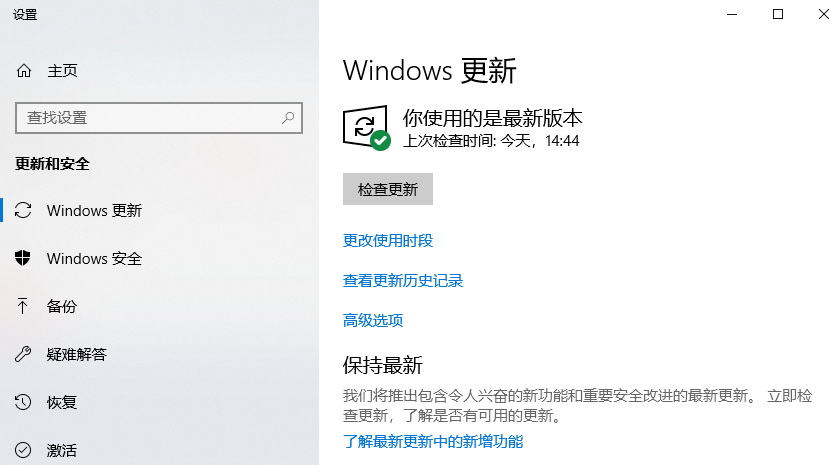 设置
主页
查找设置
更新和安全
Windows 更新
Windows 安全
备份
疑难解答
恢复
激活
Windows 更新
你使用的是最新版本
上次检查时间: 今天，14:44
检查更新
更改使用时段
查看更新历史记录
高级选项
保持最新
我们将推出包含令人兴奋的新功能和重要安全改进的最新更新。 立即检
查更新，了解是否有可用的更新。
了解最新更新中的新增功能